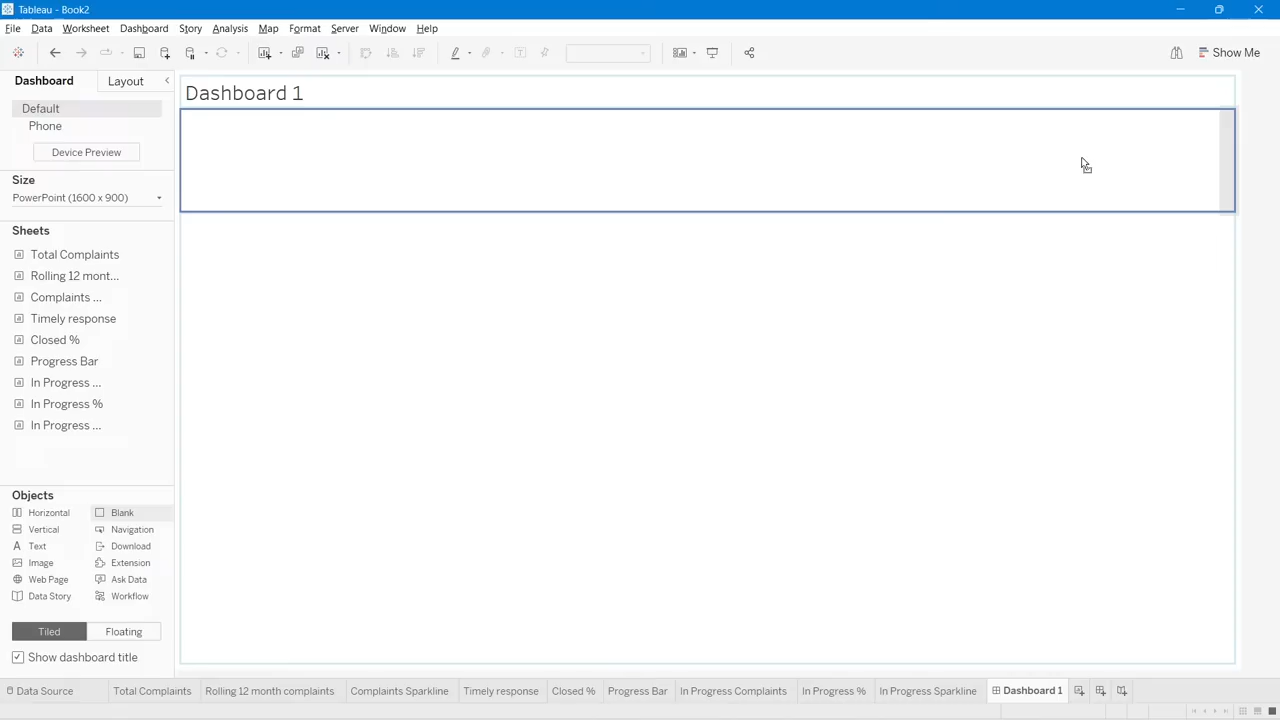 Tableau - Book2
File Data Worksheet Dashboard Story Analysis Map Format Server Window Help
Show Me
Dashboard Layout
Default
Phone
Device Preview
Size
PowerPoint (1600 x 900)
Sheets
Total Complaints
Rolling 12 mont...
Complaints ...
Timely response
Closed %
Progress Bar
In Progress ...
In Progress %
In Progress ...
Objects
Horizontal Blank
Vertical Navigation
Text Download
Image Extension
Web Page Ask Data
Data Story Workflow
Tiled Floating
Show dashboard title
Dashboard 1
Data Source Total Complaints Rolling 12 month complaints Complaints Sparkline Timely response Closed % Progress Bar In Progress Complaints In Progress % In Progress Sparkline Dashboard 1